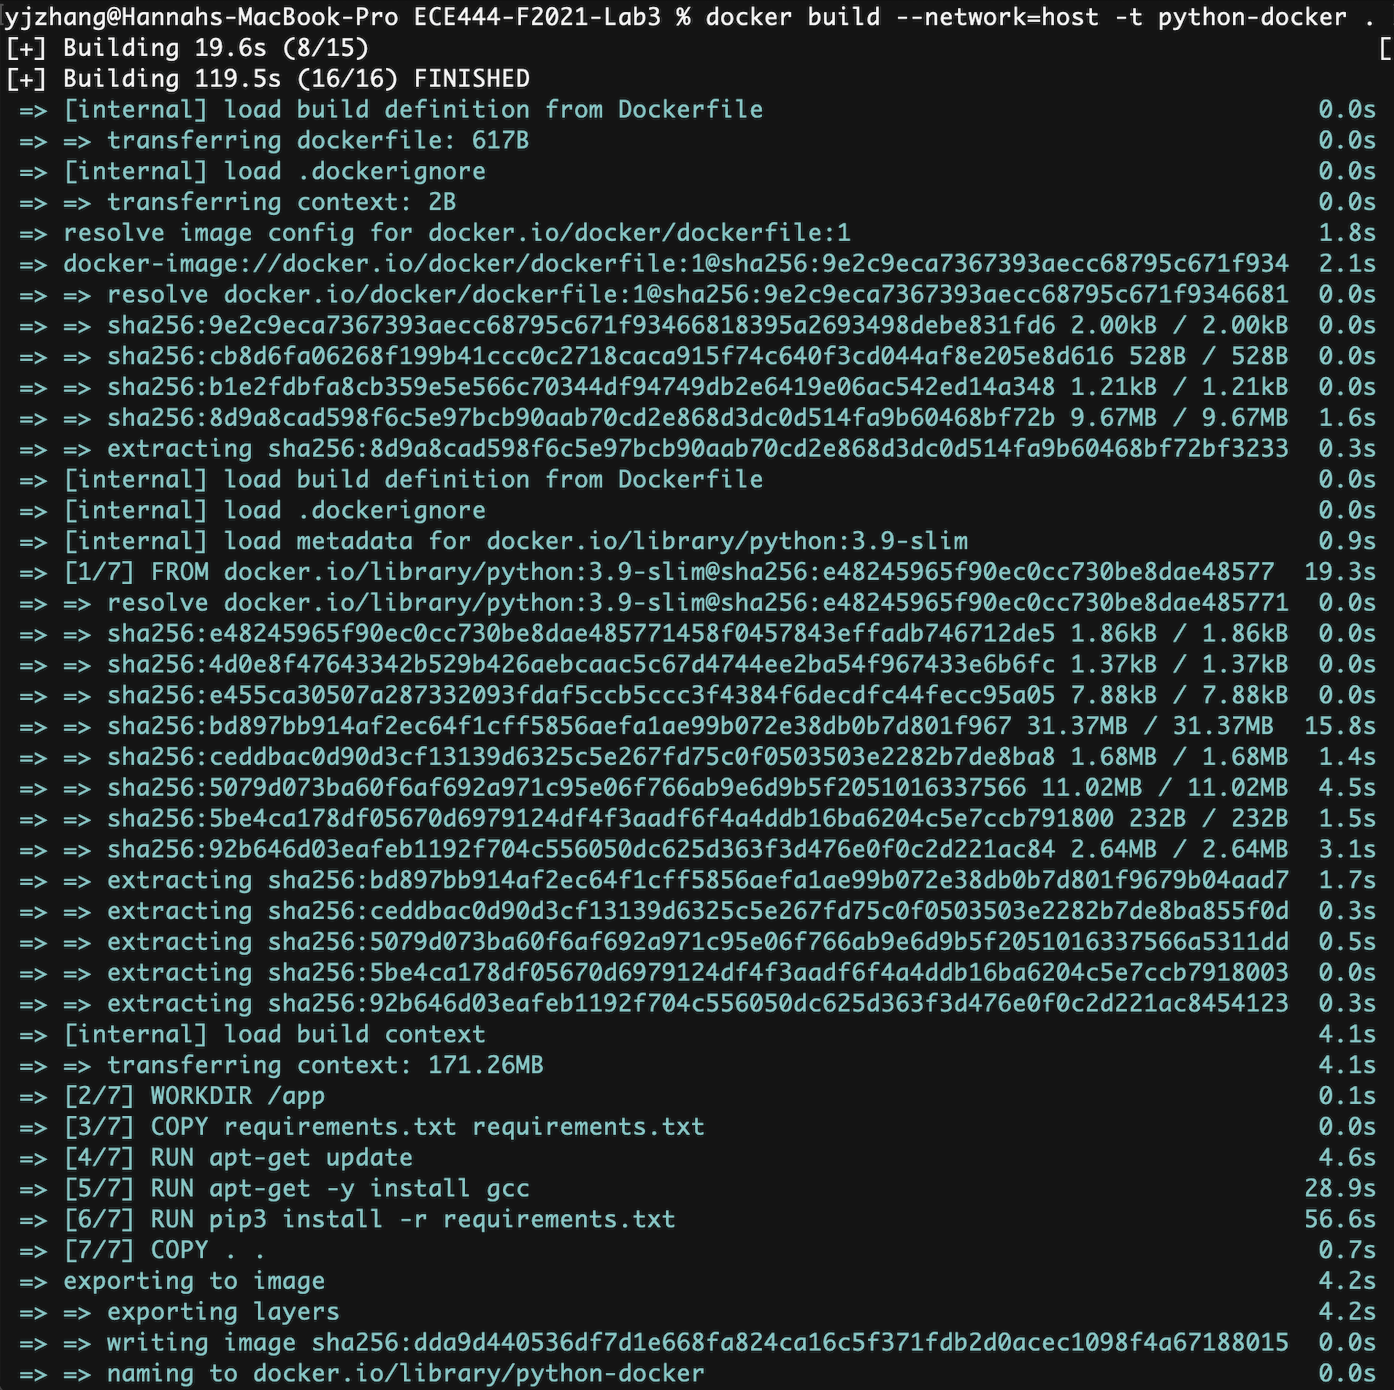 yjzhang@Hannahs-MacBook-Pro ECE444-F2021-Lab3 % docker build --network=host -t python-docker .
[+] Building 19.6s (8/15) [
[+] Building 119.5s (16/16) FINISHED
=> [internal] load build definition from Dockerfile 0.0s
=> => transferring dockerfile: 617B 0.0s
=> [internal] load .dockerignore 0.0s
=> => transferring context: 2B 0.0s
=> resolve image config for docker.io/docker/dockerfile:1 1.8s
=> docker-image://docker.io/docker/dockerfile:1@sha256:9e2c9eca7367393aecc68795c671f934 2.1s
=> => resolve docker.io/docker/dockerfile:1@sha256:9e2c9eca7367393aecc68795c671f9346681 0.0s
=> => sha256:9e2c9eca7367393aecc68795c671f93466818395a2693498debe831fd6 2.00kB / 2.00kB 0.0s
=> => sha256:cb8d6fa06268f199b41ccc0c2718caca915f74c640f3cd044af8e205e8d616 528B / 528B 0.0s
=> => sha256:b1e2fdbfa8cb359e5e566c70344df94749db2e6419e06ac542ed14a348 1.21kB / 1.21kB 0.0s
=> => sha256:8d9a8cad598f6c5e97bcb90aab70cd2e868d3dc0d514fa9b60468bf72b 9.67MB / 9.67MB 1.6s
=> => extracting sha256:8d9a8cad598f6c5e97bcb90aab70cd2e868d3dc0d514fa9b60468bf72bf3233 0.3s
=> [internal] load build definition from Dockerfile 0.0s
=> [internal] load .dockerignore 0.0s
=> [internal] load metadata for docker.io/library/python:3.9-slim 0.9s
=> [1/7] FROM docker.io/library/python:3.9-slim@sha256:e48245965f90ec0cc730be8dae48577 19.3s
=> => resolve docker.io/library/python:3.9-slim@sha256:e48245965f90ec0cc730be8dae485771 0.0s
=> => sha256:e48245965f90ec0cc730be8dae485771458f0457843effadb746712de5 1.86kB / 1.86kB 0.0s
=> => sha256:4d0e8f47643342b529b426aebcaac5c67d4744ee2ba54f967433e6b6fc 1.37kB / 1.37kB 0.0s
=> => sha256:e455ca30507a287332093fdaf5ccb5ccc3f4384f6decdfc44fecc95a05 7.88kB / 7.88kB 0.0s
=> => sha256:bd897bb914af2ec64f1cff5856aefa1ae99b072e38db0b7d801f967 31.37MB / 31.37MB 15.8s
=> => sha256:ceddbac0d90d3cf13139d6325c5e267fd75c0f0503503e2282b7de8ba8 1.68MB / 1.68MB 1.4s
=> => sha256:5079d073ba60f6af692a971c95e06f766ab9e6d9b5f2051016337566 11.02MB / 11.02MB 4.5s
=> => sha256:5be4ca178df05670d6979124df4f3aadf6f4a4ddb16ba6204c5e7ccb791800 232B / 232B 1.5s
=> => sha256:92b646d03eafeb1192f704c556050dc625d363f3d476e0f0c2d221ac84 2.64MB / 2.64MB 3.1s
=> => extracting sha256:bd897bb914af2ec64f1cff5856aefa1ae99b072e38db0b7d801f9679b04aad7 1.7s
=> => extracting sha256:ceddbac0d90d3cf13139d6325c5e267fd75c0f0503503e2282b7de8ba855f0d 0.3s
=> => extracting sha256:5079d073ba60f6af692a971c95e06f766ab9e6d9b5f2051016337566a5311dd 0.5s
=> => extracting sha256:5be4ca178df05670d6979124df4f3aadf6f4a4ddb16ba6204c5e7ccb7918003 0.0s
=> => extracting sha256:92b646d03eafeb1192f704c556050dc625d363f3d476e0f0c2d221ac8454123 0.3s
=> [internal] load build context 4.1s
=> => transferring context: 171.26MB 4.1s
=> [2/7] WORKDIR /app 0.1s
=> [3/7] COPY requirements.txt requirements.txt 0.0s
=> [4/7] RUN apt-get update 4.6s
=> [5/7] RUN apt-get -y install gcc 28.9s
=> [6/7] RUN pip3 install -r requirements.txt 56.6s
=> [7/7] COPY . . 0.7s
=> exporting to image 4.2s
=> => exporting layers 4.2s
=> => writing image sha256:dda9d440536df7d1e668fa824ca16c5f371fdb2d0acec1098f4a67188015 0.0s
=> => naming to docker.io/library/python-docker 0.0s